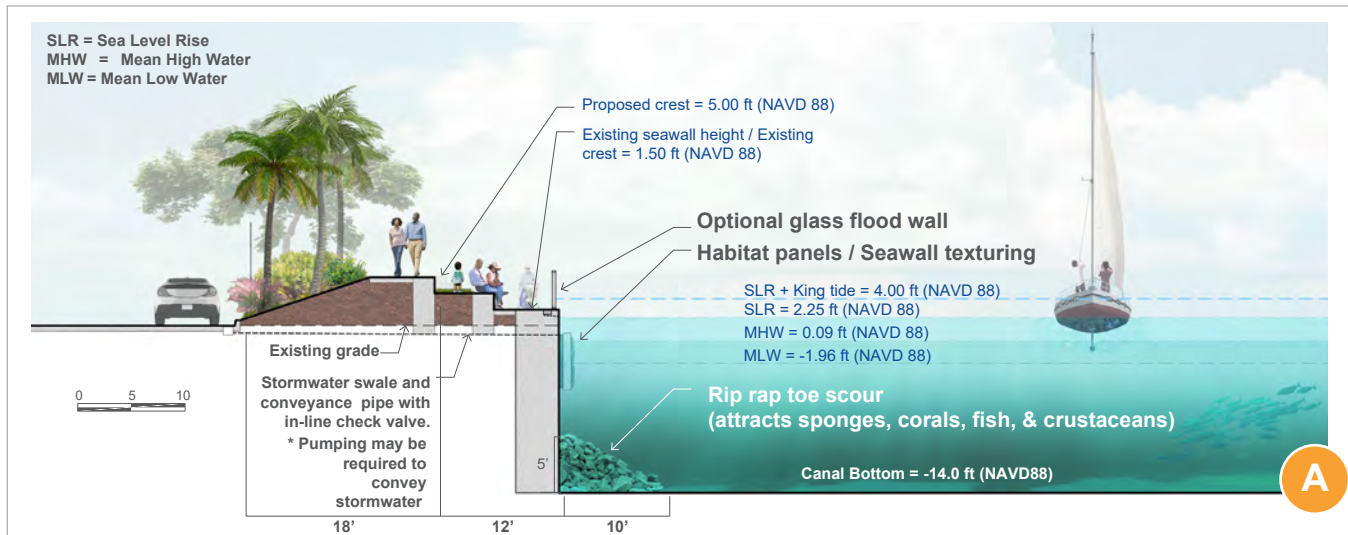 SLR = Sea Level Rise
MHW = Mean High Water
MLW = Mean Low Water
Proposed crest = 5.00 ft (NAVD 88)
Existing seawall height / Existing
crest = 1.50 ft (NAVD 88)
Optional glass flood wall
Habitat panels / Seawall texturing
SLR + King tide = 4.00 ft (NAVD 88)
SLR = 2.25 ft (NAVD 88)
MHW = 0.09 ft (NAVD 88)
MLW = -1.96 ft (NAVD 88)
Existing grade
Stormwater swale and
conveyance pipe with
in-line check valve.
* Pumping may be
required to
convey
stormwater
0 5 10
Rip rap toe scour
(attracts sponges, corals, fish, & crustaceans)
5'
Canal Bottom = -14.0 ft (NAVD88)
A
18' 12' 10'